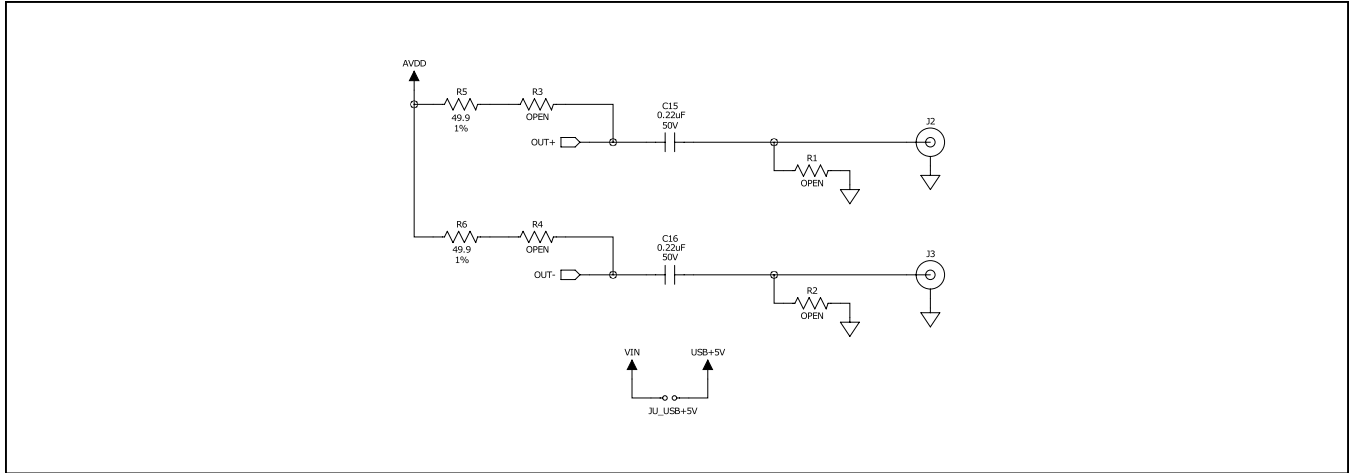 AVDD
R5
49.9
1%
R3
OPEN
OUT+
C15
0.22uF
50V
R1
OPEN
J2
R6
49.9
1%
R4
OPEN
OUT-
C16
0.22uF
50V
R2
OPEN
J3
VIN
USB+5V
JU_USB+5V